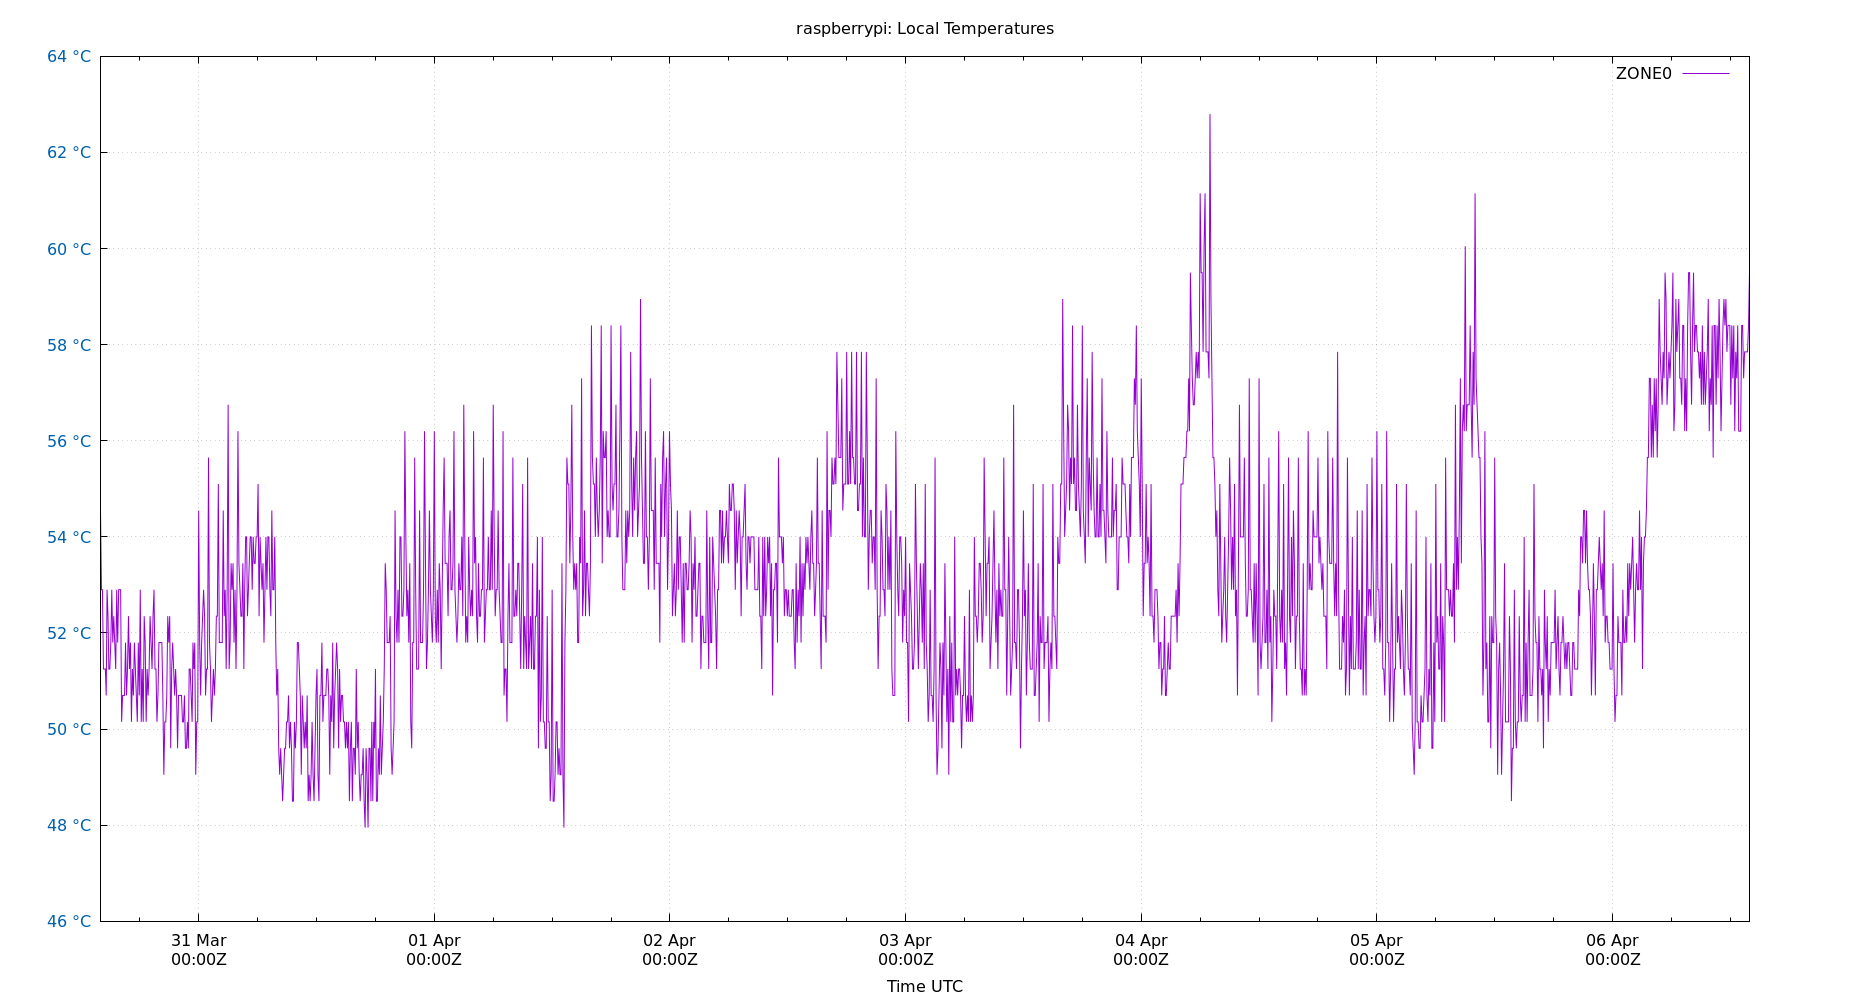 raspberrypi: Local Temperatures
64 °C
ZONE0
62 °C
60 °C
58 °C
56 °C
54 °C
52 °C
50 °C
48 °C
46 °C
31 Mar 01 Apr 02 Apr 03 Apr 04 Apr 05 Apr 06 Apr
00:00Z 00:00Z 00:00Z 00:00Z 00:00Z 00:00Z 00:00Z
Time UTC